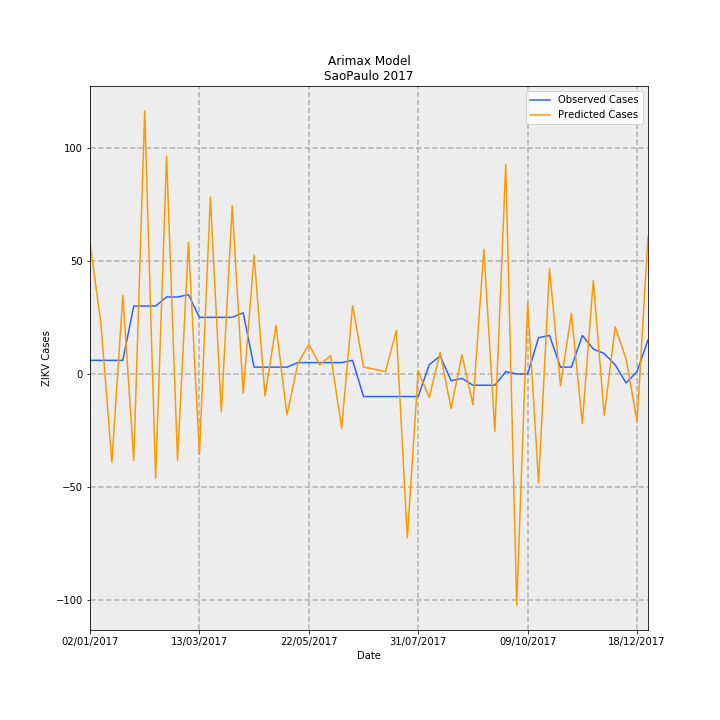 Arimax Model
SaoPaulo 2017
Observed Cases
Predicted Cases
ZIKV Cases
100
50
0
−50
−100
02/01/2017
13/03/2017
22/05/2017
31/07/2017
09/10/2017
18/12/2017
Date